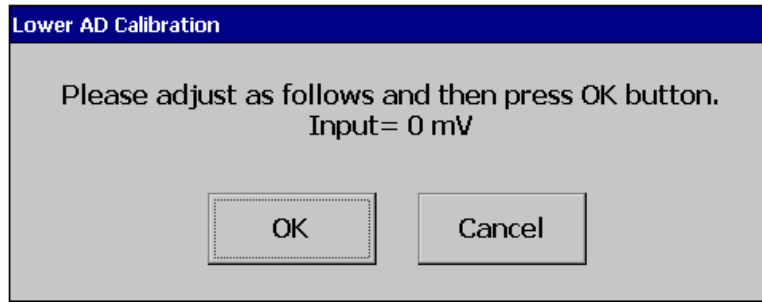 Lower AD Calibration
Please adjust as follows and then press OK button.
Input= 0 mV
OK
Cancel